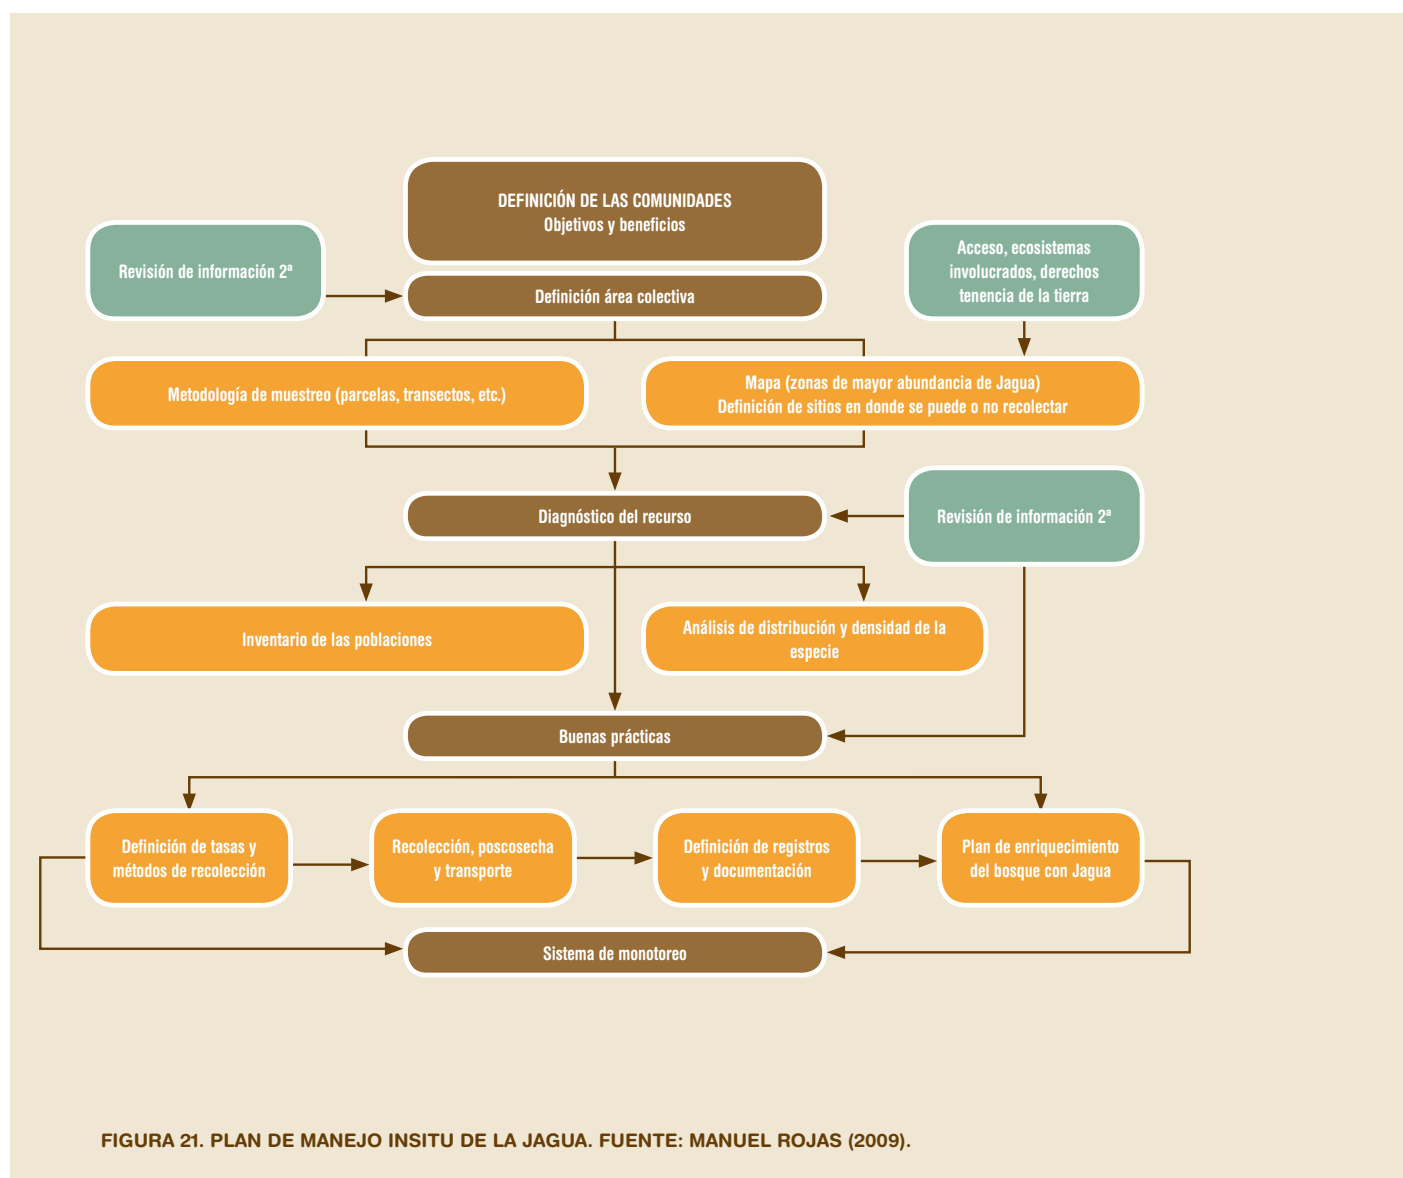 DEFINICIÓN DE LAS COMUNIDADES
Objetivos y beneficios
Revisión de información 2ª
Acceso, ecosistemas
involucrados, derechos
tenencia de la tierra
Definición área colectiva
Metodología de muestreo (parcelas, transectos, etc.)
Mapa (zonas de mayor abundancia de Jagua)
Definición de sitios en donde se puede o no recolectar
Diagnóstico del recurso
Revisión de información 2ª
Inventario de las poblaciones
Análisis de distribución y densidad de la
especie
Buenas prácticas
Definición de tasas y
métodos de recolección
Recolección, poscosecha
y transporte
Definición de registros
y documentación
Plan de enriquecimiento
del bosque con Jagua
Sistema de monotoreo
FIGURA 21. PLAN DE MANEJO INSITU DE LA JAGUA. FUENTE: MANUEL ROJAS (2009).